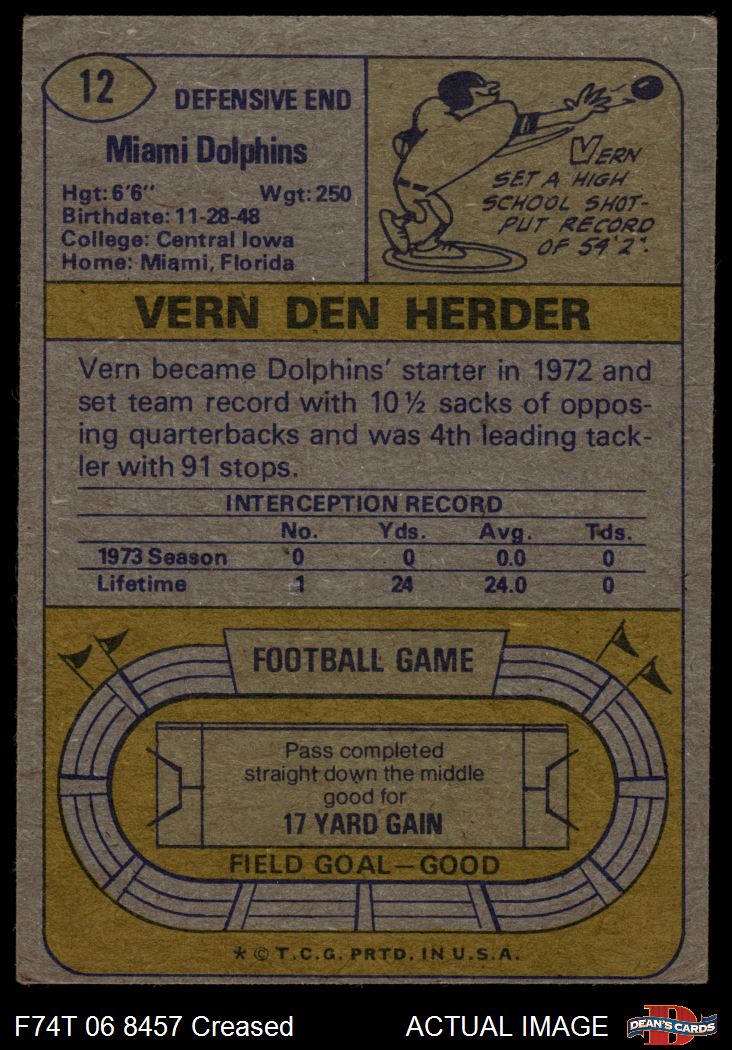 12
DEFENSIVE END
Miami Dolphins
Hgt: 6'6" Wgt: 250
Birthdate: 11-28-48
College: Central Iowa
Home: Miami, Florida
VERN
SET A HIGH
SCHOOL SHOT-
PUT RECORD
OF 54'2".
VERN DEN HERDER
Vern became Dolphins' starter in 1972 and
set team record with 10½ sacks of oppos-
ing quarterbacks and was 4th leading tack-
ler with 91 stops.
INTERCEPTION RECORD
No. Yds. Avg. Tds.
1973 Season 0 0 0.0 0
Lifetime 1 24 24.0 0
FOOTBALL GAME
Pass completed
straight down the middle
good for
17 YARD GAIN
FIELD GOAL—GOOD
* © T.C.G. PRTD. IN U.S.A.
F74T 06 8457 Creased ACTUAL IMAGE
D
DEAN'S CARDS